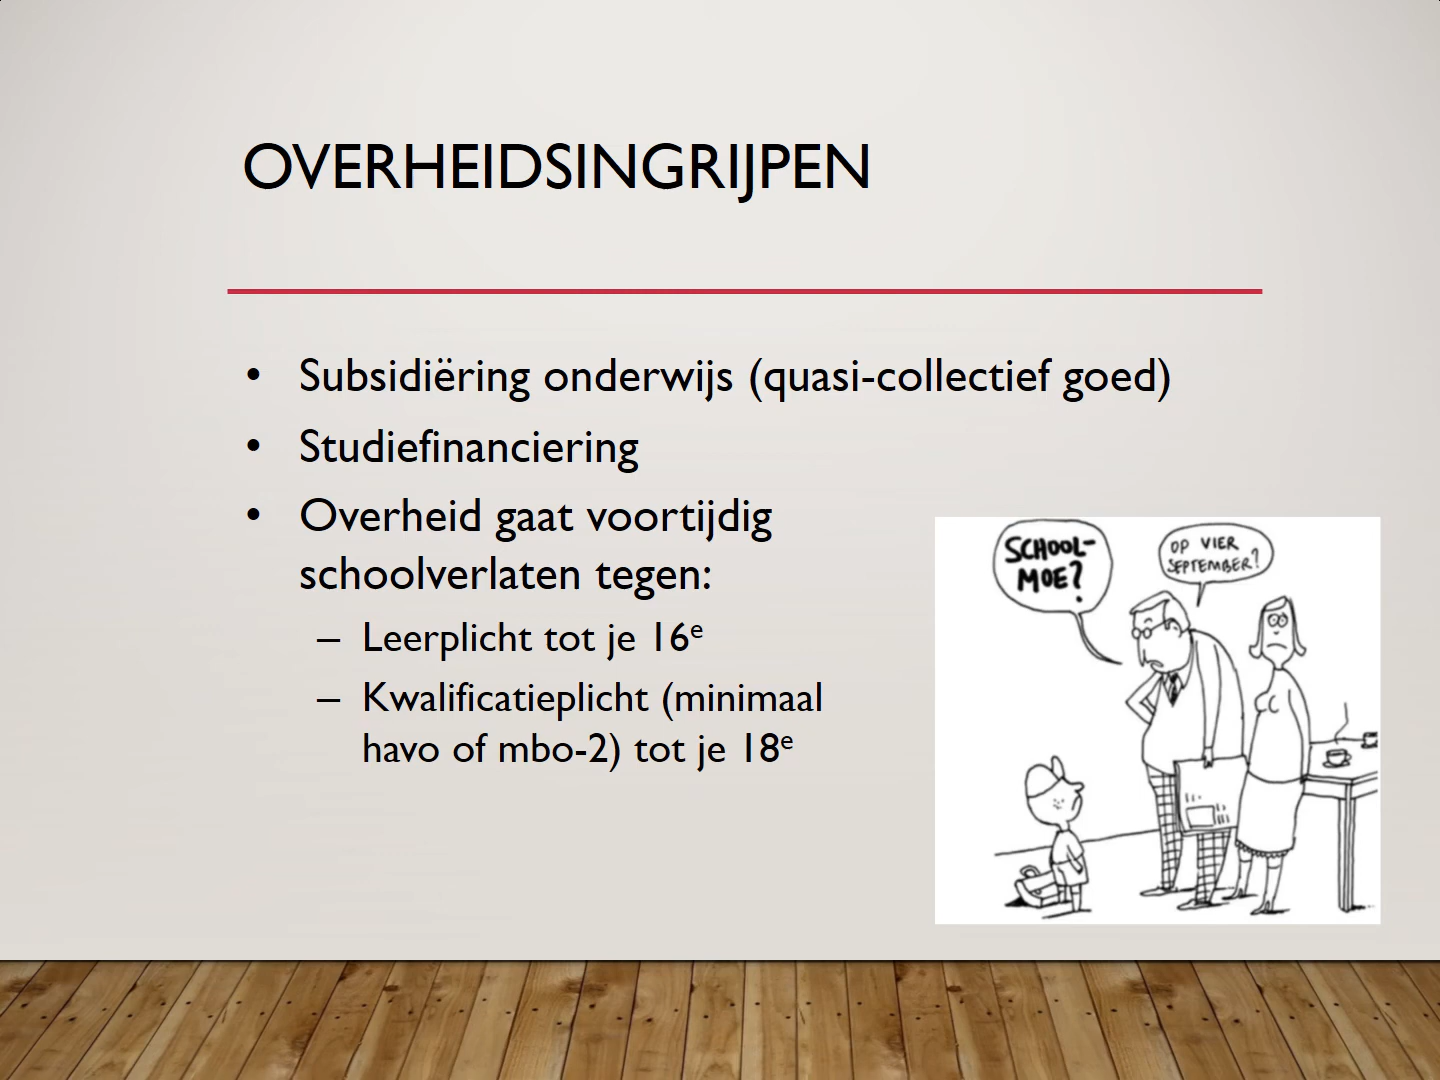 OVERHEIDSINGRIJPEN
• Subsidiëring onderwijs (quasi-collectief goed)
• Studiefinanciering
• Overheid gaat voortijdig
schoolverlaten tegen:
– Leerplicht tot je 16e
– Kwalificatieplicht (minimaal
havo of mbo-2) tot je 18e
SCHOOL-
MOE?
OP VIER
SEPTEMBER?